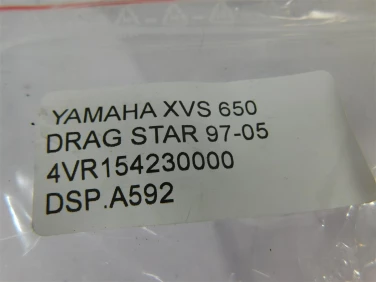 YAMAHA XVS 650
DRAG STAR 97-05
4VR154230000
DSP.A592